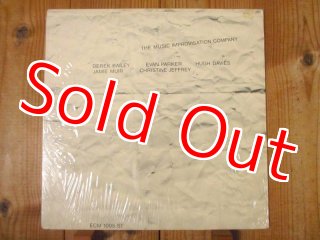 THE MUSIC IMPROVISATION COMPANY
DEREK BAILEY EVAN PARKER HUGH DAVIES
JAMIE MUIR CHRISTINE JEFFREY
Sold Out
ECM 1005 ST